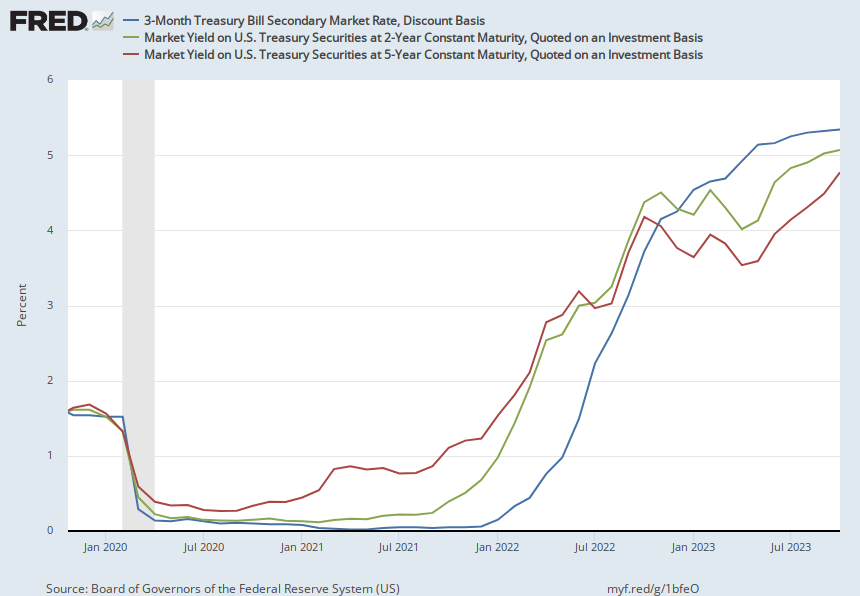 FRED
3-Month Treasury Bill Secondary Market Rate, Discount Basis
Market Yield on U.S. Treasury Securities at 2-Year Constant Maturity, Quoted on an Investment Basis
Market Yield on U.S. Treasury Securities at 5-Year Constant Maturity, Quoted on an Investment Basis
6
5
4
3
2
1
0
Percent
Jan 2020 Jul 2020 Jan 2021 Jul 2021 Jan 2022 Jul 2022 Jan 2023 Jul 2023
Source: Board of Governors of the Federal Reserve System (US) myf.red/g/1bfeO